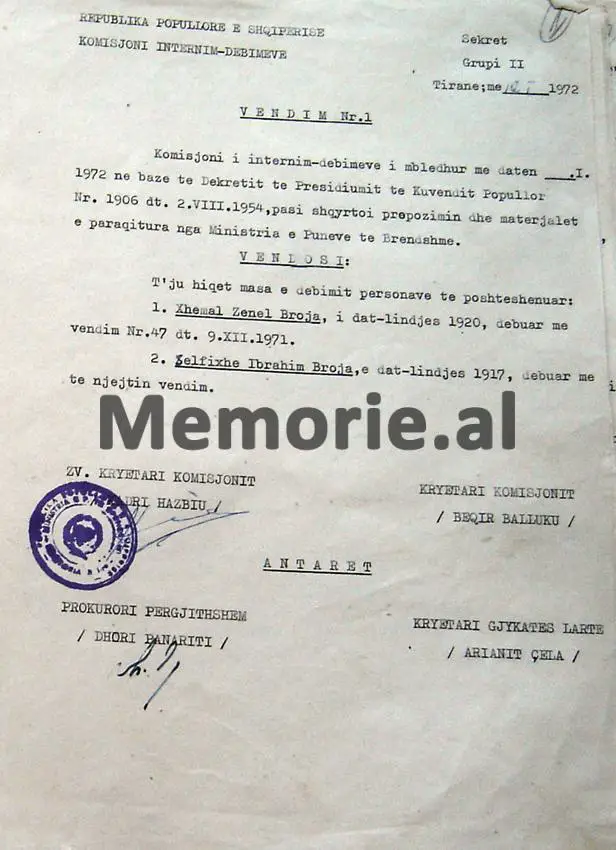 REPUBLIKA POPULLORE E SHQIPERISE
KOMISJONI INTERNIM-DEBIMEVE
Sekret
Grupi II
Tirane;me 1972
V E N D I M Nr.1
Komisjoni i internim-debimeve i mbledhur me daten ___.I.
1972 ne baze te Dekretit te Presidiumit te Kuvendit Popullor
Nr. 1906 dt. 2.VIII.1954,pasi shqyrtoi propozimin dhe materjalet
e paraqitura nga Ministria e Puneve te Brendshme.
V E N D O S I :
T'ju hiqet masa e debimit personave te poshteshenuar:
1. Xhemal Zenel Broja, i dat-lindjes 1920, debuar me
vendim Nr.47 dt. 9.XII.1971.
2. Selfixhe Ibrahim Broja,e dat-lindjes 1917, debuar me
te njejtin vendim.
Memorie.al
ZV. KRYETARI KOMISJONIT
KADRI HAZBIU /
KRYETARI KOMISJONIT
/ BEQIR BALLUKU /
A N T A R E T
PROKURORI PERGJITHSHEM
/ DHORI PANARITI /
KRYETARI GJYKATES LARTE
/ ARIANIT ÇELA /